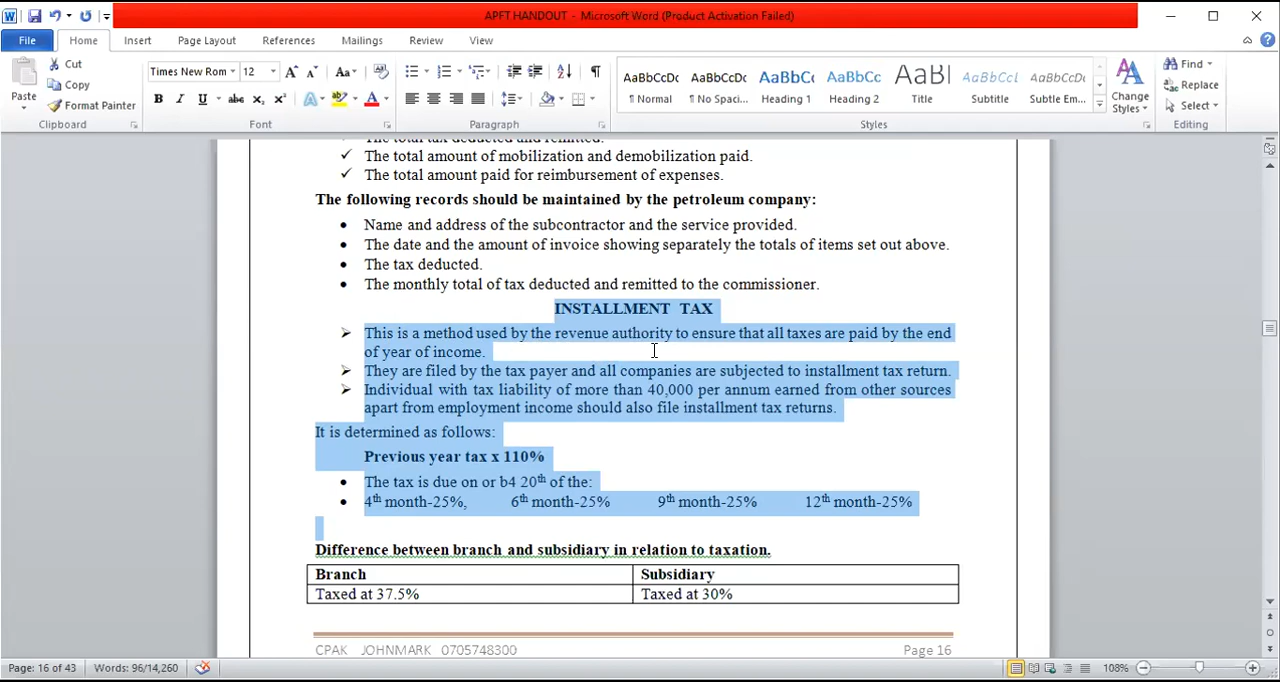 APFT HANDOUT - Microsoft Word (Product Activation Failed)
File Home Insert Page Layout References Mailings Review View
Cut
Copy
Format Painter
Paste
Clipboard
Times New Rom 12
Font
Paragraph
AaBbCcDc AaBbCcDc AaBbCc AaBbCc AaBl AaBbCcl AaBbCcDc
¶ Normal ¶ No Spaci... Heading 1 Heading 2 Title Subtitle Subtle Em...
Change Styles
Styles
Find
Replace
Select
Editing
The total tax deducted and remitted.
✓ The total amount of mobilization and demobilization paid.
✓ The total amount paid for reimbursement of expenses.
The following records should be maintained by the petroleum company:
• Name and address of the subcontractor and the service provided.
• The date and the amount of invoice showing separately the totals of items set out above.
• The tax deducted.
• The monthly total of tax deducted and remitted to the commissioner.
INSTALLMENT TAX
➢ This is a method used by the revenue authority to ensure that all taxes are paid by the end
of year of income.
➢ They are filed by the tax payer and all companies are subjected to installment tax return.
➢ Individual with tax liability of more than 40,000 per annum earned from other sources
apart from employment income should also file installment tax returns.
It is determined as follows:
Previous year tax x 110%
• The tax is due on or b4 20th of the:
• 4th month-25%, 6th month-25% 9th month-25% 12th month-25%
Difference between branch and subsidiary in relation to taxation.
Branch Subsidiary
Taxed at 37.5% Taxed at 30%
CPAK JOHNMARK 0705748300 Page 16
Page: 16 of 43 Words: 96/14,260 108%